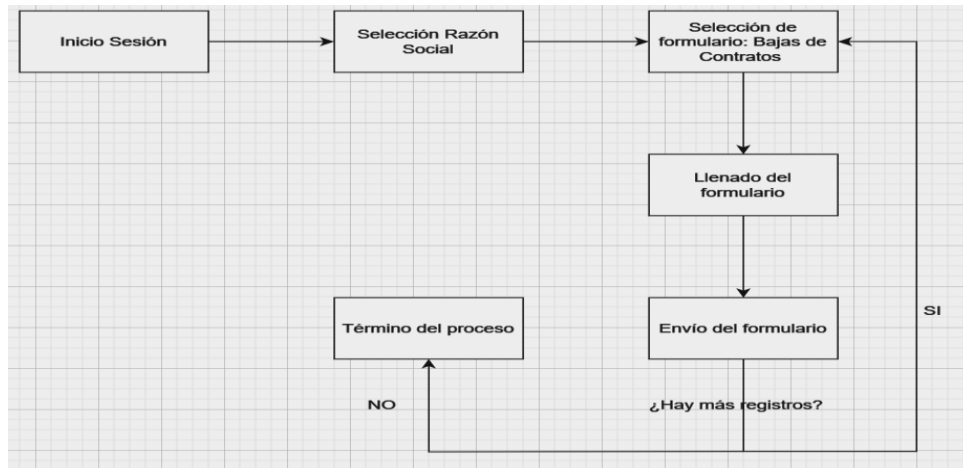 Inicio Sesión
Selección Razón
Social
Selección de
formulario: Bajas de
Contratos
Llenado del
formulario
Término del proceso
Envío del formulario
SI
NO
¿Hay más registros?